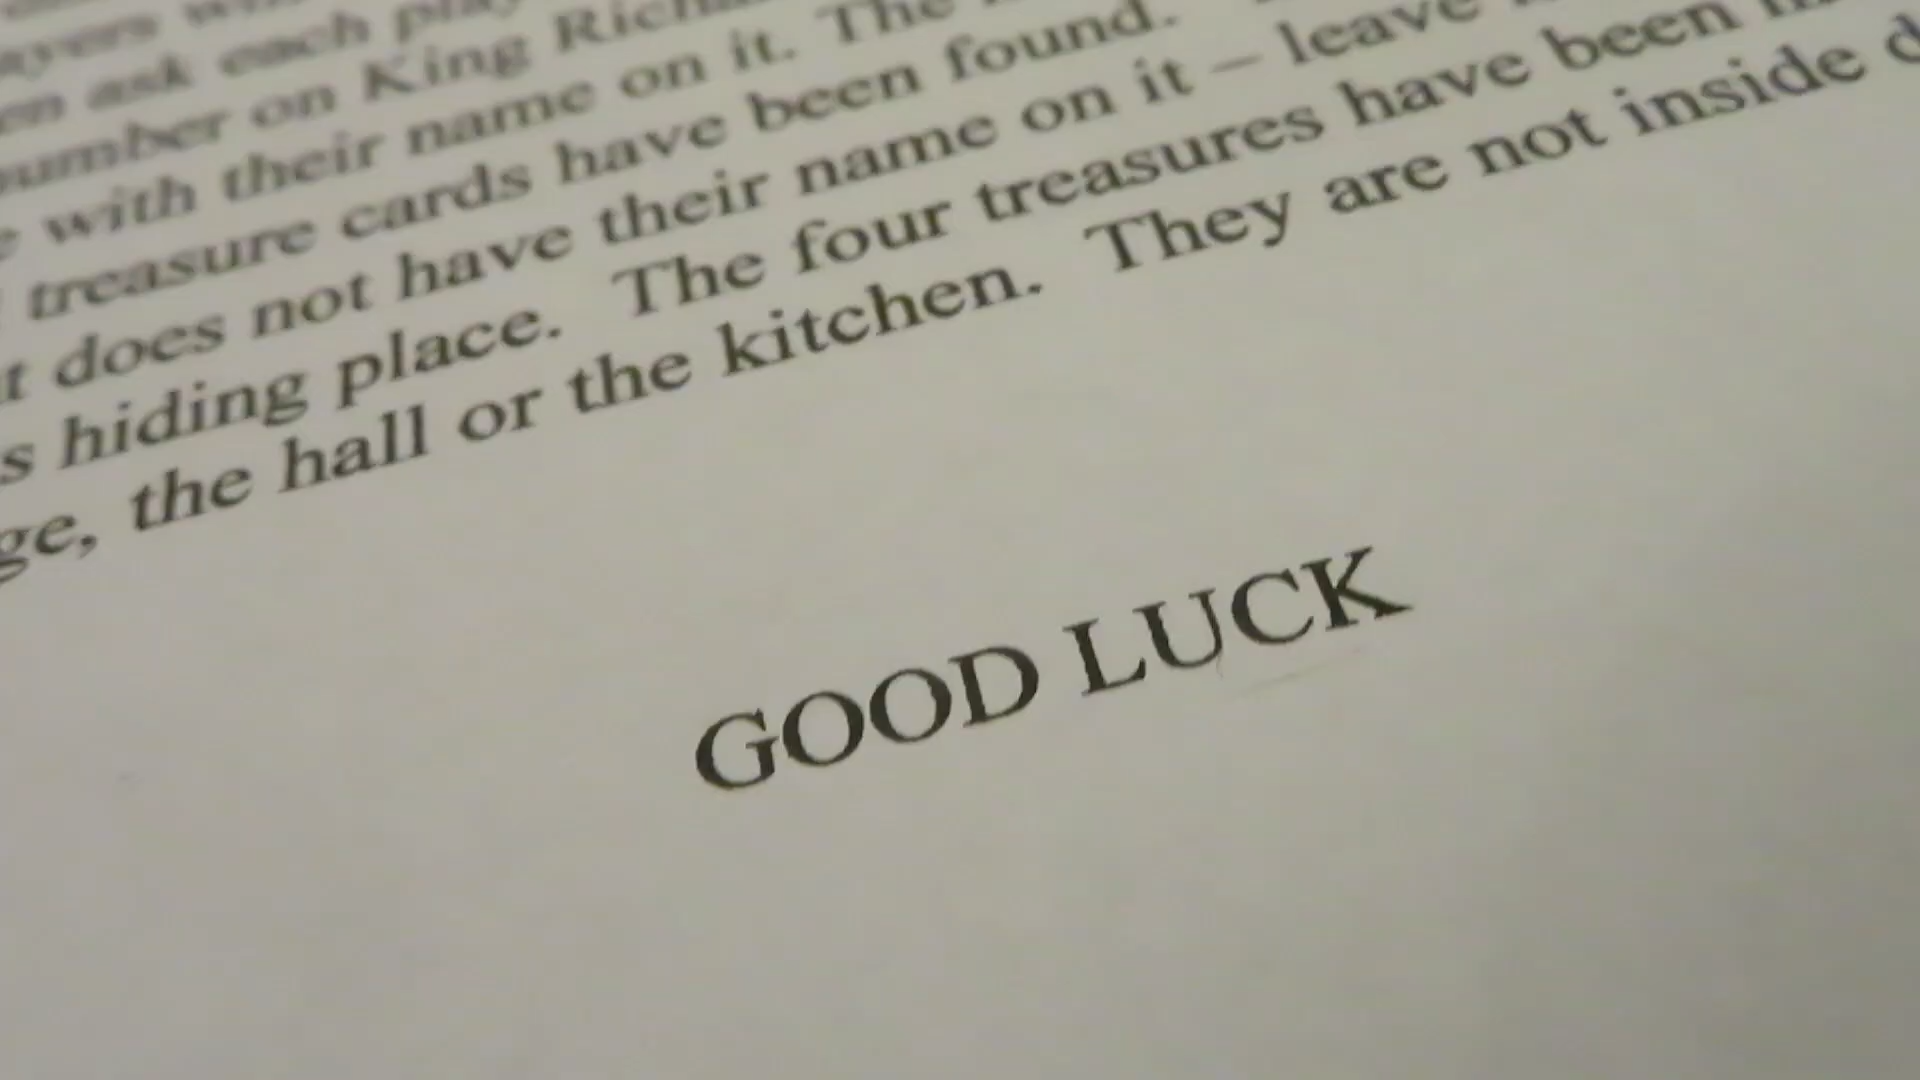 ask each
number on King
with their name on it. The
treasure cards have been found.
does not have their name on it – leave
hiding place. The four treasures have been
the hall or the kitchen. They are not inside
GOOD LUCK